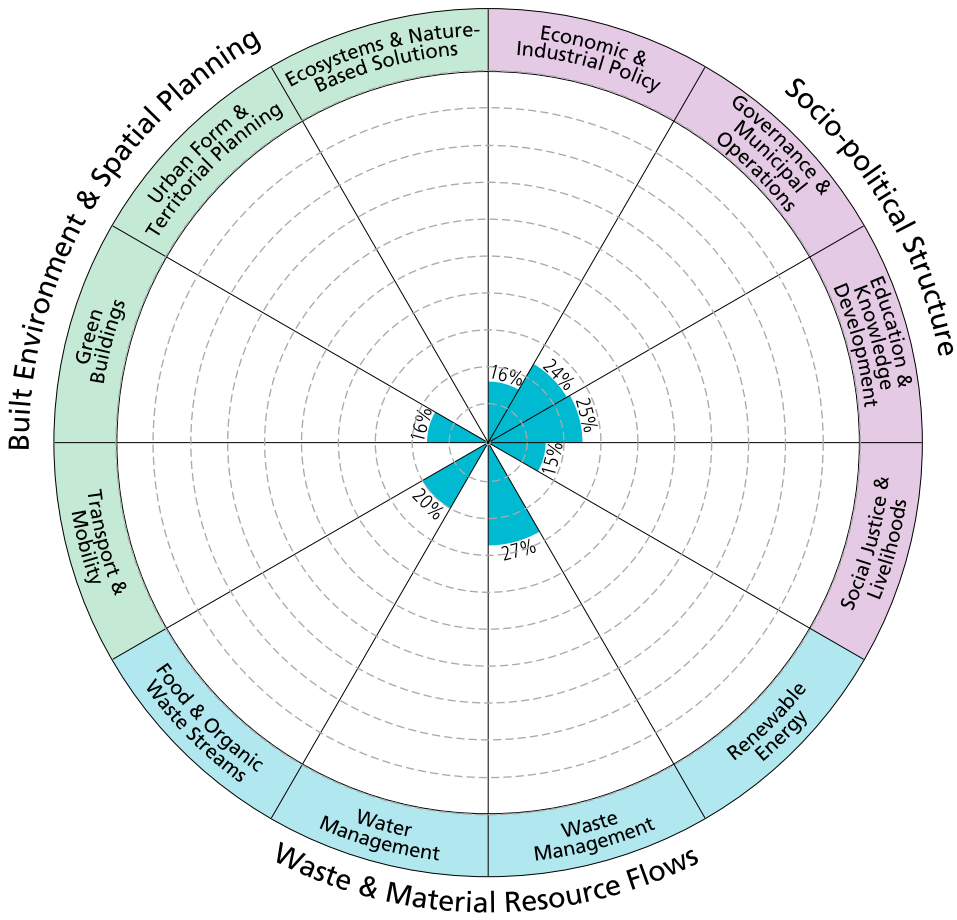 Built Environment & Spatial Planning
Socio-political Structure
Waste & Material Resource Flows
Ecosystems & Nature-
Based Solutions
Economic &
Industrial Policy
Governance &
Municipal
Operations
Education &
Knowledge
Development
Social Justice &
Livelihoods
Renewable
Energy
Waste
Management
Water
Management
Food & Organic
Waste Streams
Transport &
Mobility
Green
Buildings
Urban Form &
Territorial Planning
16%
24%
25%
15%
27%
20%
16%